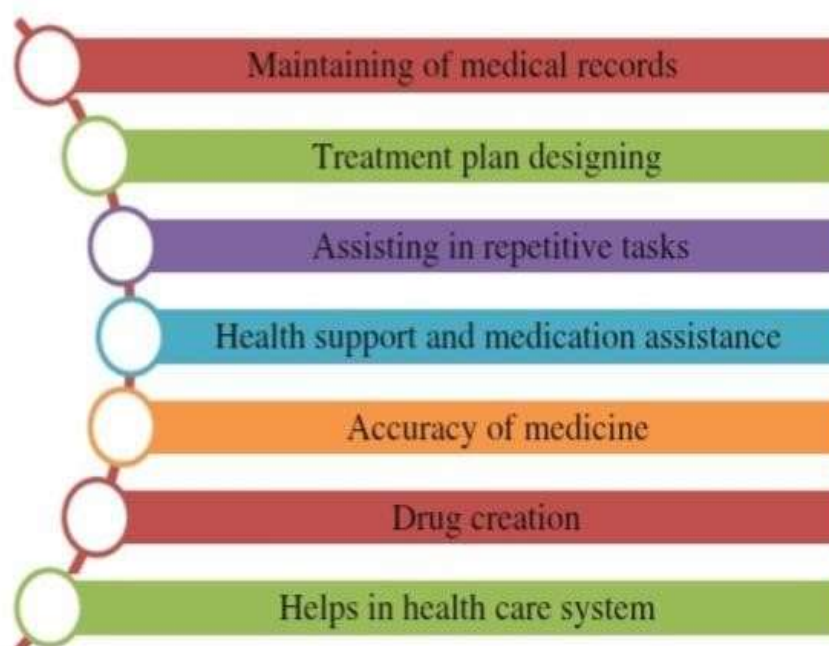 Maintaining of medical records
Treatment plan designing
Assisting in repetitive tasks
Health support and medication assistance
Accuracy of medicine
Drug creation
Helps in health care system